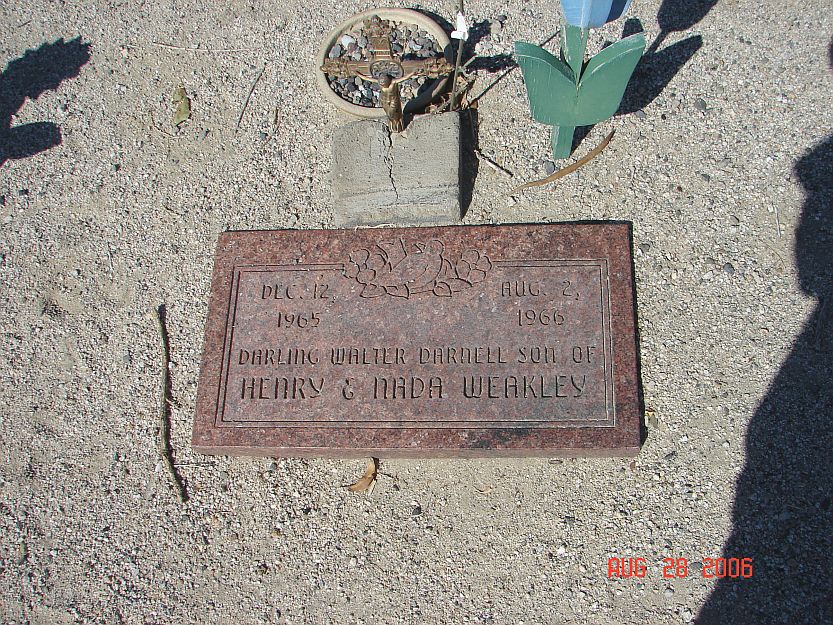 DEC. 12, AUG. 2,
1965 1966
DARLING WALTER DARNELL SON OF
HENRY & NADA WEAKLEY
AUG 28 2006